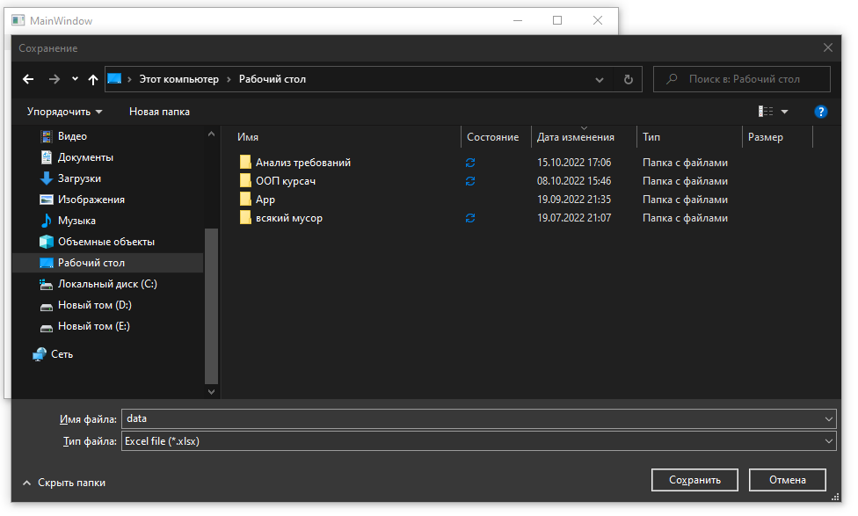 MainWindow
Сохранение
Этот компьютер › Рабочий стол
Поиск в: Рабочий стол
Упорядочить Новая папка
Видео
Документы
Загрузки
Изображения
Музыка
Объемные объекты
Рабочий стол
Локальный диск (C:)
Новый том (D:)
Новый том (E:)
Сеть
Имя Состояние Дата изменения Тип Размер
Анализ требований 15.10.2022 17:06 Папка с файлами
ООП курсач 08.10.2022 15:46 Папка с файлами
App 19.09.2022 21:35 Папка с файлами
всякий мусор 19.07.2022 21:07 Папка с файлами
Имя файла: data
Тип файла: Excel file (*.xlsx)
Скрыть папки
Сохранить Отмена